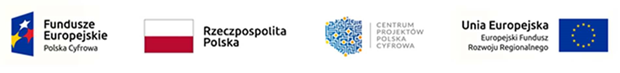 Fundusze
Europejskie
Polska Cyfrowa
Rzeczpospolita
Polska
CENTRUM
PROJEKTÓW
POLSKA
CYFROWA
Unia Europejska
Europejski Fundusz
Rozwoju Regionalnego